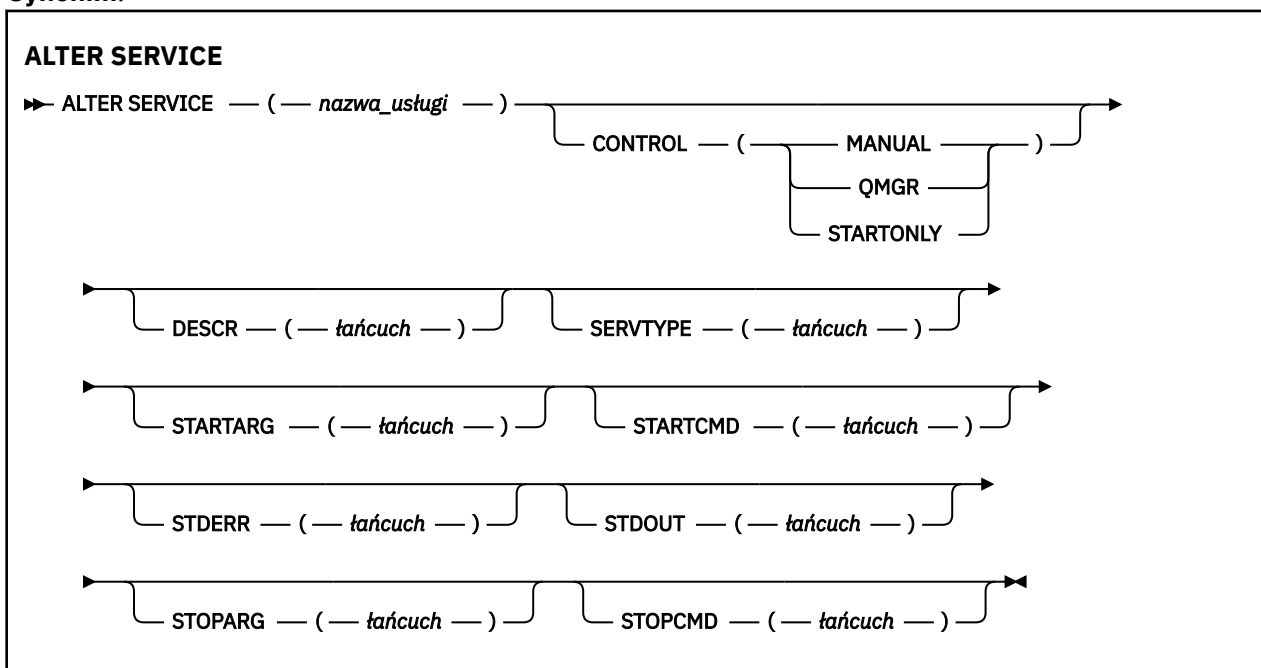 ALTER SERVICE
ALTER SERVICE ( nazwa_usługi )
CONTROL ( MANUAL )
QMGR
STARTONLY
DESCR ( łańcuch ) SERVTYPE ( łańcuch )
STARTARG ( łańcuch ) STARTCMD ( łańcuch )
STDERR ( łańcuch ) STDOUT ( łańcuch )
STOPARG ( łańcuch ) STOPCMD ( łańcuch )